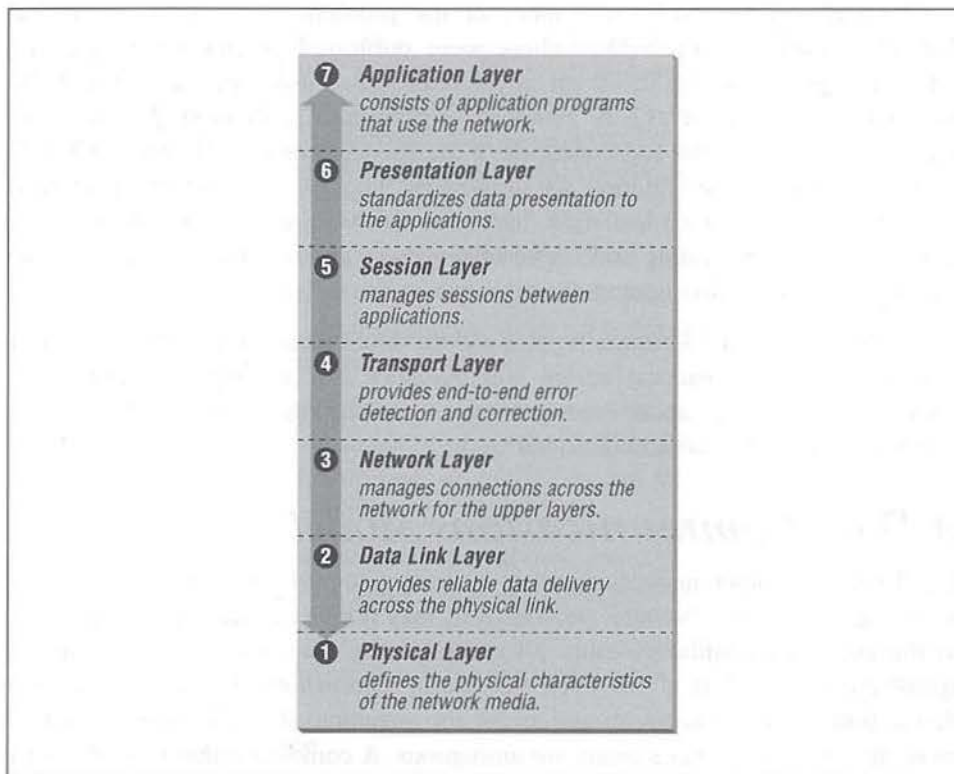 7 Application Layer
consists of application programs
that use the network.
6 Presentation Layer
standardizes data presentation to
the applications.
5 Session Layer
manages sessions between
applications.
4 Transport Layer
provides end-to-end error
detection and correction.
3 Network Layer
manages connections across the
network for the upper layers.
2 Data Link Layer
provides reliable data delivery
across the physical link.
1 Physical Layer
defines the physical characteristics
of the network media.